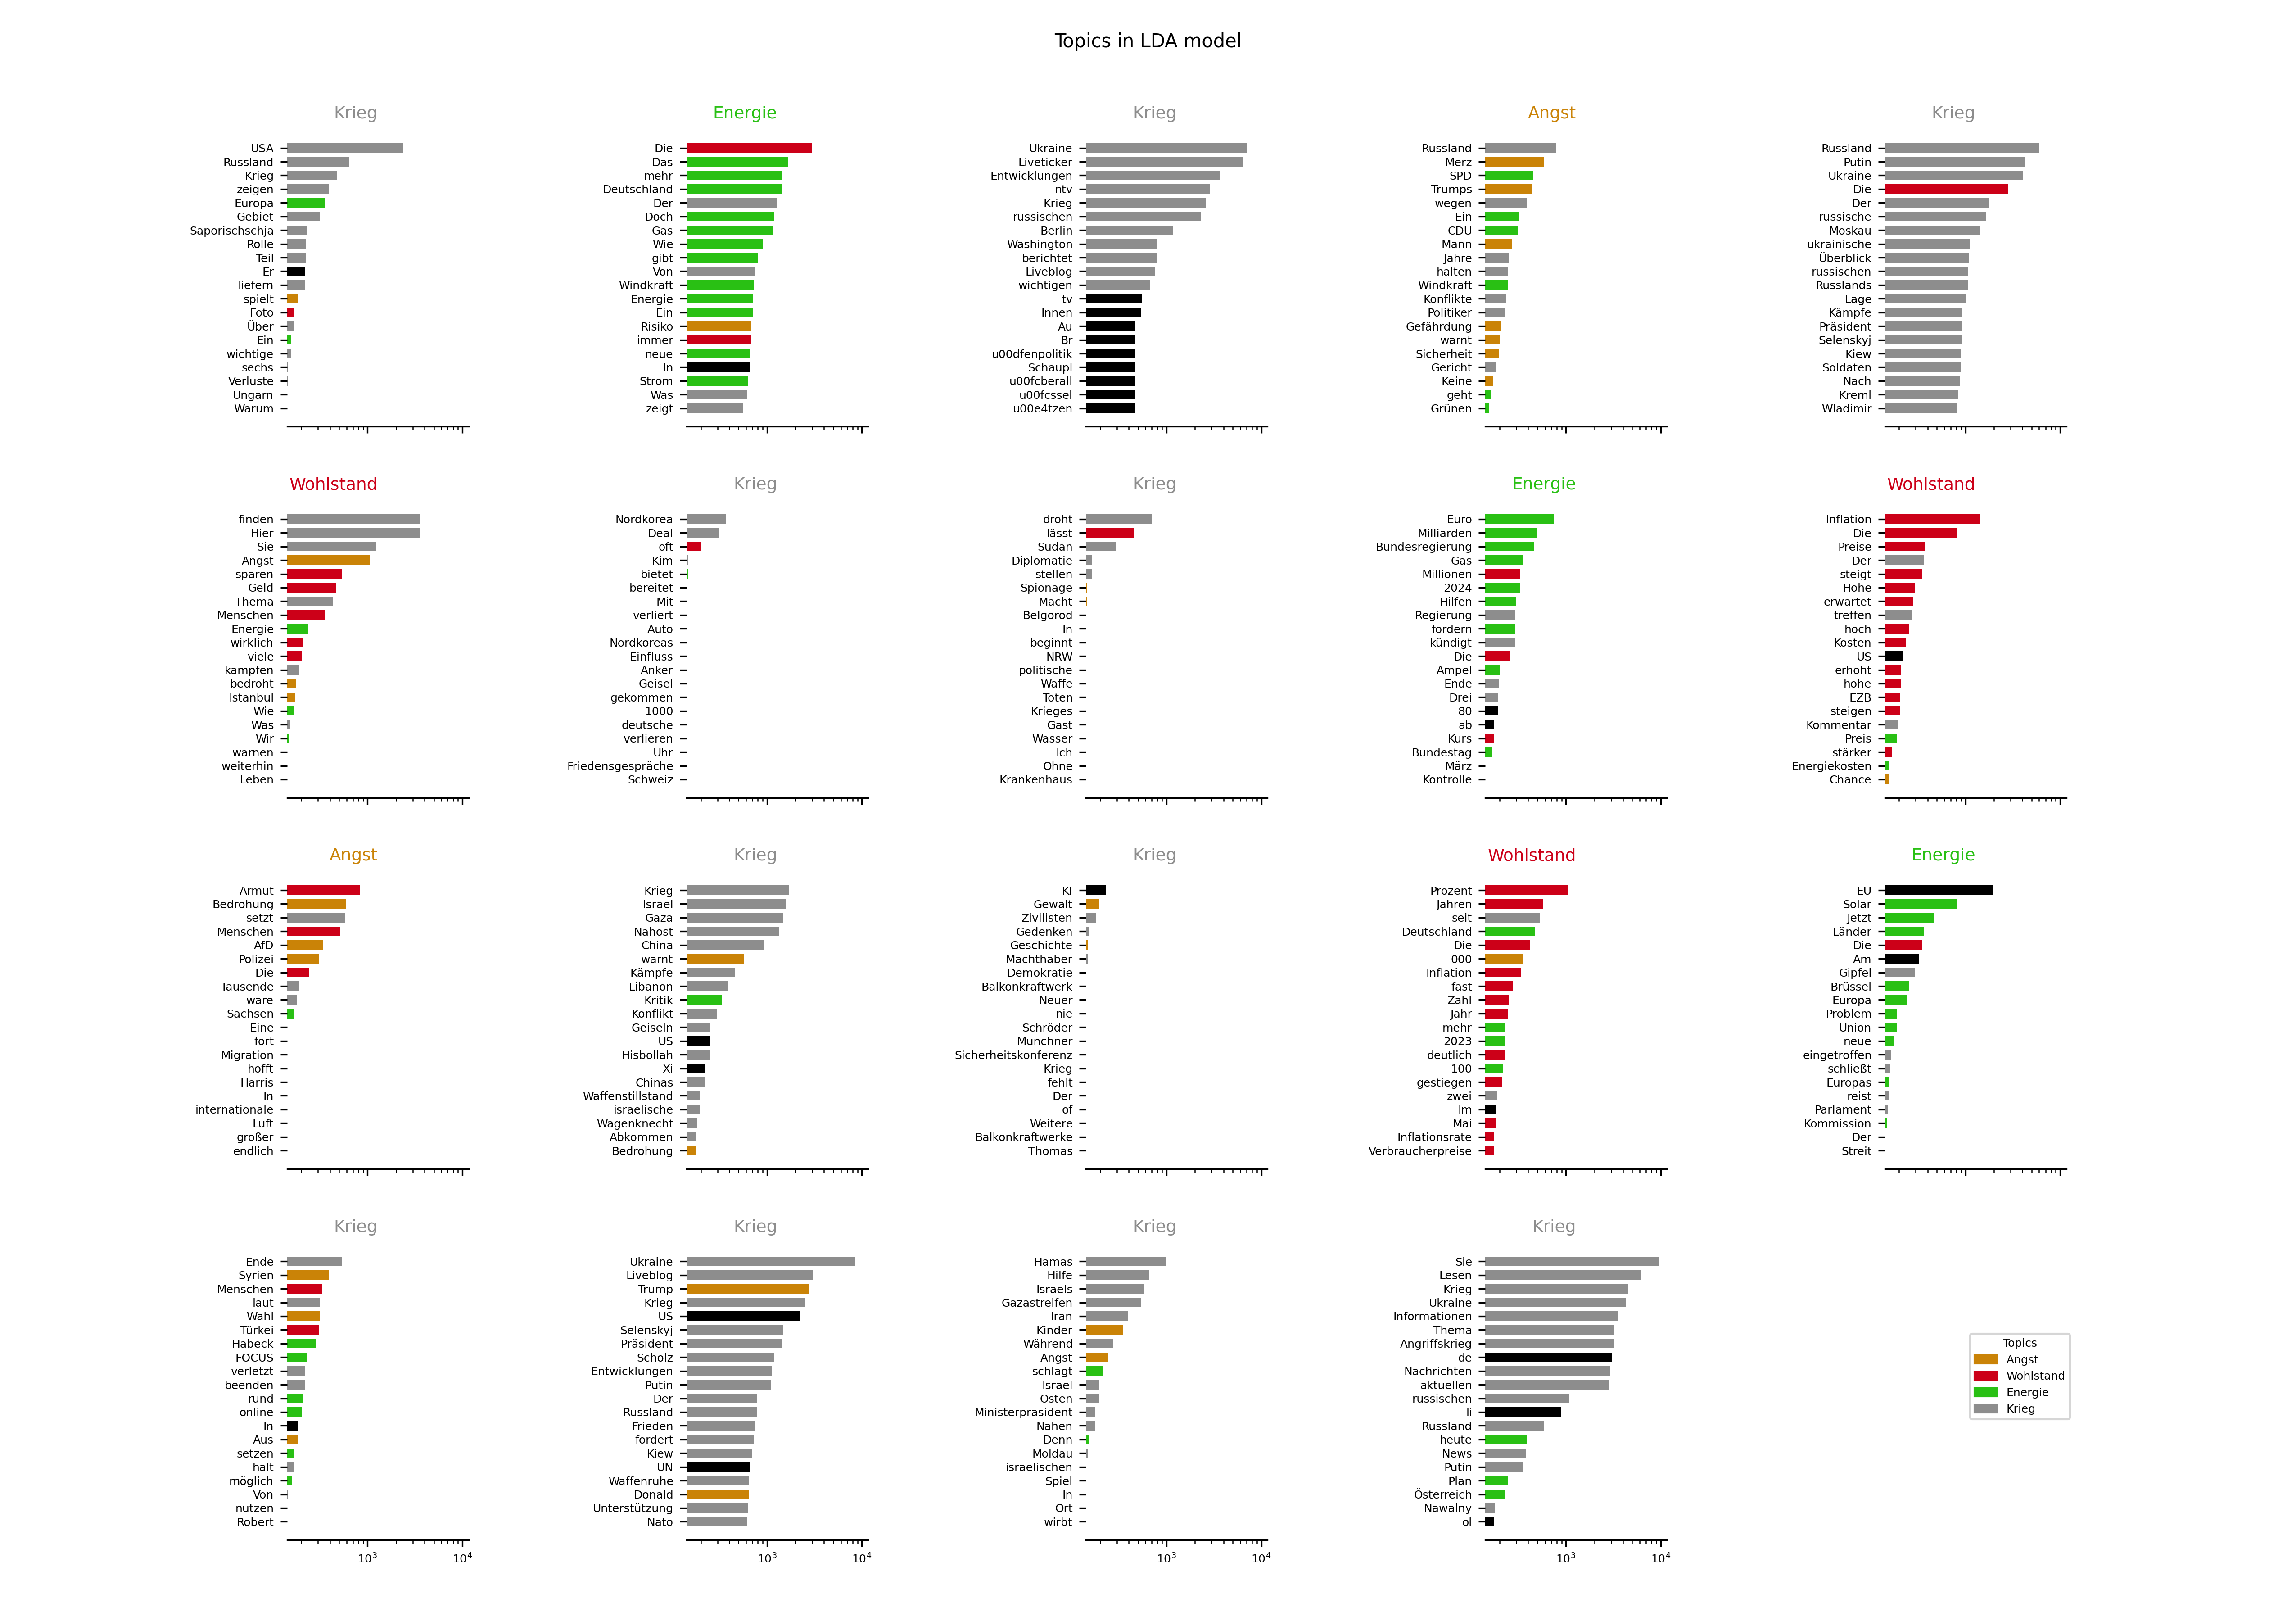 Topics in LDA model
Krieg
USA
Russland
Krieg
zeigen
Europa
Gebiet
Saporischschja
Rolle
Teil
Er
liefern
spielt
Foto
Über
Ein
wichtige
sechs
Verluste
Ungarn
Warum
Energie
Die
Das
mehr
Deutschland
Der
Doch
Gas
Wie
gibt
Von
Windkraft
Energie
Ein
Risiko
immer
neue
In
Strom
Was
zeigt
Krieg
Ukraine
Liveticker
Entwicklungen
ntv
Krieg
russischen
Berlin
Washington
berichtet
Liveblog
wichtigen
tv
Innen
Au
Br
u00dfenpolitik
Schaupl
u00fcberall
u00fcssel
u00e4tzen
Angst
Russland
Merz
SPD
Trumps
wegen
Ein
CDU
Mann
Jahre
halten
Windkraft
Konflikte
Politiker
Gefährdung
warnt
Sicherheit
Gericht
Keine
geht
Grünen
Krieg
Russland
Putin
Ukraine
Die
Der
russische
Moskau
ukrainische
Überblick
russischen
Russlands
Lage
Kämpfe
Präsident
Selenskyj
Kiew
Soldaten
Nach
Kreml
Wladimir
Wohlstand
finden
Hier
Sie
Angst
sparen
Geld
Thema
Menschen
Energie
wirklich
viele
kämpfen
bedroht
Istanbul
Wie
Was
Wir
warnen
weiterhin
Leben
Krieg
Nordkorea
Deal
oft
Kim
bietet
bereitet
Mit
verliert
Auto
Nordkoreas
Einfluss
Anker
Geisel
gekommen
1000
deutsche
verlieren
Uhr
Friedensgespräche
Schweiz
Krieg
droht
lässt
Sudan
Diplomatie
stellen
Spionage
Macht
Belgorod
In
beginnt
NRW
politische
Waffe
Toten
Krieges
Gast
Wasser
Ich
Ohne
Krankenhaus
Energie
Euro
Milliarden
Bundesregierung
Gas
Millionen
2024
Hilfen
Regierung
fordern
kündigt
Die
Ampel
Ende
Drei
80
ab
Kurs
Bundestag
März
Kontrolle
Wohlstand
Inflation
Die
Preise
Der
steigt
Hohe
erwartet
treffen
hoch
Kosten
US
erhöht
hohe
EZB
steigen
Kommentar
Preis
stärker
Energiekosten
Chance
Angst
Armut
Bedrohung
setzt
Menschen
AfD
Polizei
Die
Tausende
wäre
Sachsen
Eine
fort
Migration
hofft
Harris
In
internationale
Luft
großer
endlich
Krieg
Krieg
Israel
Gaza
Nahost
China
warnt
Kämpfe
Libanon
Kritik
Konflikt
Geiseln
US
Hisbollah
Xi
Chinas
Waffenstillstand
israelische
Wagenknecht
Abkommen
Bedrohung
Krieg
KI
Gewalt
Zivilisten
Gedenken
Geschichte
Machthaber
Demokratie
Balkonkraftwerk
Neuer
nie
Schröder
Münchner
Sicherheitskonferenz
Krieg
fehlt
Der
of
Weitere
Balkonkraftwerke
Thomas
Wohlstand
Prozent
Jahren
seit
Deutschland
Die
000
Inflation
fast
Zahl
Jahr
mehr
2023
deutlich
100
gestiegen
zwei
Im
Mai
Inflationsrate
Verbraucherpreise
Energie
EU
Solar
Jetzt
Länder
Die
Am
Gipfel
Brüssel
Europa
Problem
Union
neue
eingetroffen
schließt
Europas
reist
Parlament
Kommission
Der
Streit
Krieg
Ende
Syrien
Menschen
laut
Wahl
Türkei
Habeck
FOCUS
verletzt
beenden
rund
online
In
Aus
setzen
hält
möglich
Von
nutzen
Robert
10³
10⁴
Krieg
Ukraine
Liveblog
Trump
Krieg
US
Selenskyj
Präsident
Scholz
Entwicklungen
Putin
Der
Russland
Frieden
fordert
Kiew
UN
Waffenruhe
Donald
Unterstützung
Nato
10³
10⁴
Krieg
Hamas
Hilfe
Israels
Gazastreifen
Iran
Kinder
Während
Angst
schlägt
Israel
Osten
Ministerpräsident
Nahen
Denn
Moldau
israelischen
Spiel
In
Ort
wirbt
10³
10⁴
Krieg
Sie
Lesen
Krieg
Ukraine
Informationen
Thema
Angriffskrieg
de
Nachrichten
aktuellen
russischen
li
Russland
heute
News
Putin
Plan
Österreich
Nawalny
ol
10³
10⁴
Topics
Angst
Wohlstand
Energie
Krieg